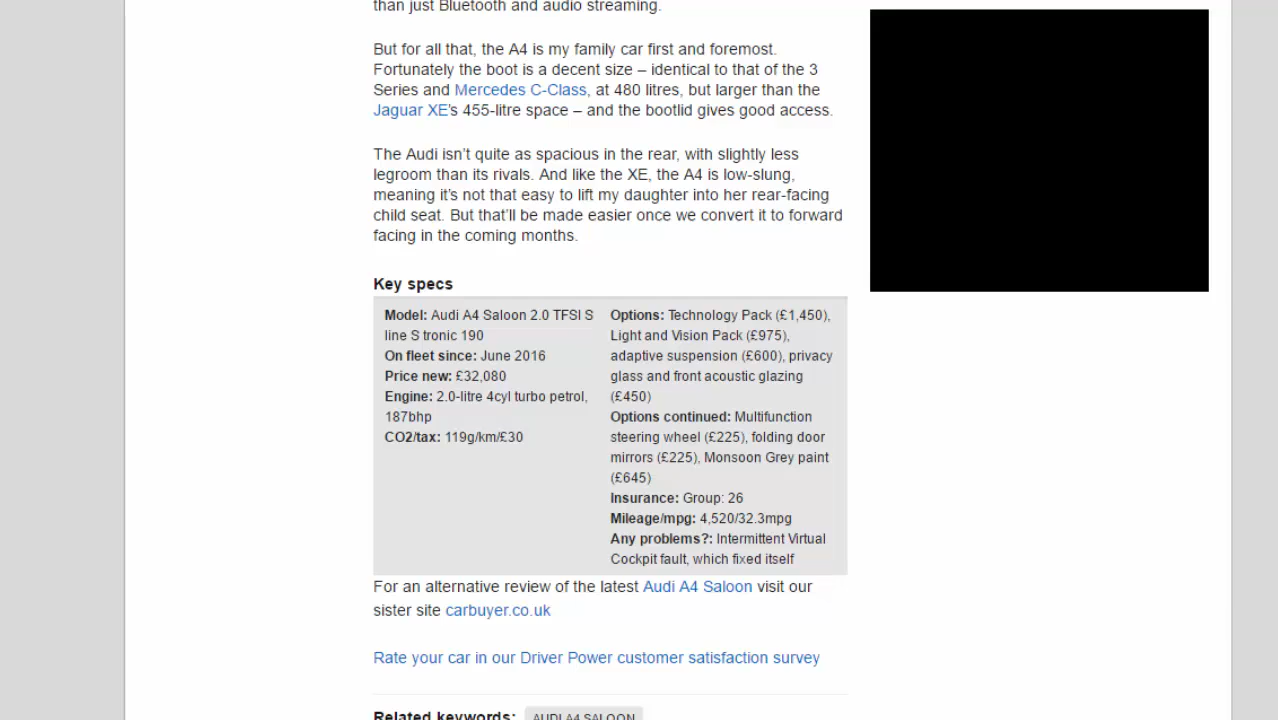 than just Bluetooth and audio streaming.
But for all that, the A4 is my family car first and foremost.
Fortunately the boot is a decent size – identical to that of the 3
Series and Mercedes C-Class, at 480 litres, but larger than the
Jaguar XE's 455-litre space – and the bootlid gives good access.
The Audi isn't quite as spacious in the rear, with slightly less
legroom than its rivals. And like the XE, the A4 is low-slung,
meaning it's not that easy to lift my daughter into her rear-facing
child seat. But that'll be made easier once we convert it to forward
facing in the coming months.
Key specs
Model: Audi A4 Saloon 2.0 TFSI S
line S tronic 190
On fleet since: June 2016
Price new: £32,080
Engine: 2.0-litre 4cyl turbo petrol,
187bhp
CO2/tax: 119g/km/£30
Options: Technology Pack (£1,450),
Light and Vision Pack (£975),
adaptive suspension (£600), privacy
glass and front acoustic glazing
(£450)
Options continued: Multifunction
steering wheel (£225), folding door
mirrors (£225), Monsoon Grey paint
(£645)
Insurance: Group: 26
Mileage/mpg: 4,520/32.3mpg
Any problems?: Intermittent Virtual
Cockpit fault, which fixed itself
For an alternative review of the latest Audi A4 Saloon visit our
sister site carbuyer.co.uk
Rate your car in our Driver Power customer satisfaction survey
Related keywords: AUDI A4 SALOON